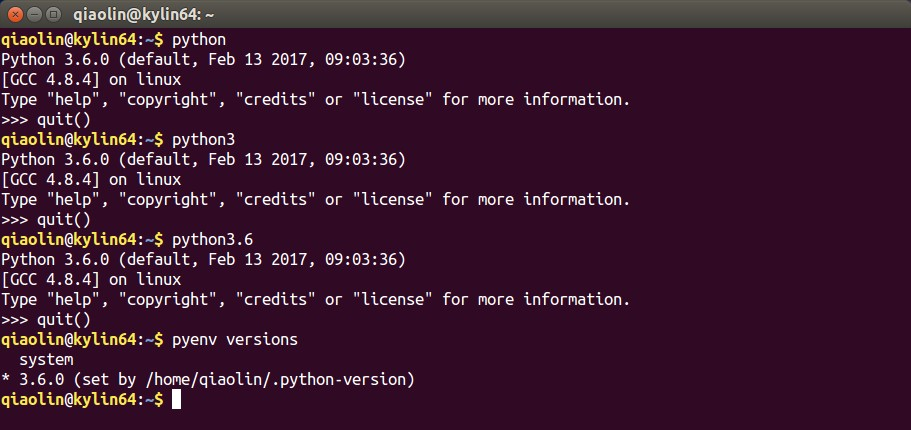 qiaolin@kylin64: ~
qiaolin@kylin64:~$ python
Python 3.6.0 (default, Feb 13 2017, 09:03:36)
[GCC 4.8.4] on linux
Type "help", "copyright", "credits" or "license" for more information.
>>> quit()
qiaolin@kylin64:~$ python3
Python 3.6.0 (default, Feb 13 2017, 09:03:36)
[GCC 4.8.4] on linux
Type "help", "copyright", "credits" or "license" for more information.
>>> quit()
qiaolin@kylin64:~$ python3.6
Python 3.6.0 (default, Feb 13 2017, 09:03:36)
[GCC 4.8.4] on linux
Type "help", "copyright", "credits" or "license" for more information.
>>> quit()
qiaolin@kylin64:~$ pyenv versions
  system
* 3.6.0 (set by /home/qiaolin/.python-version)
qiaolin@kylin64:~$